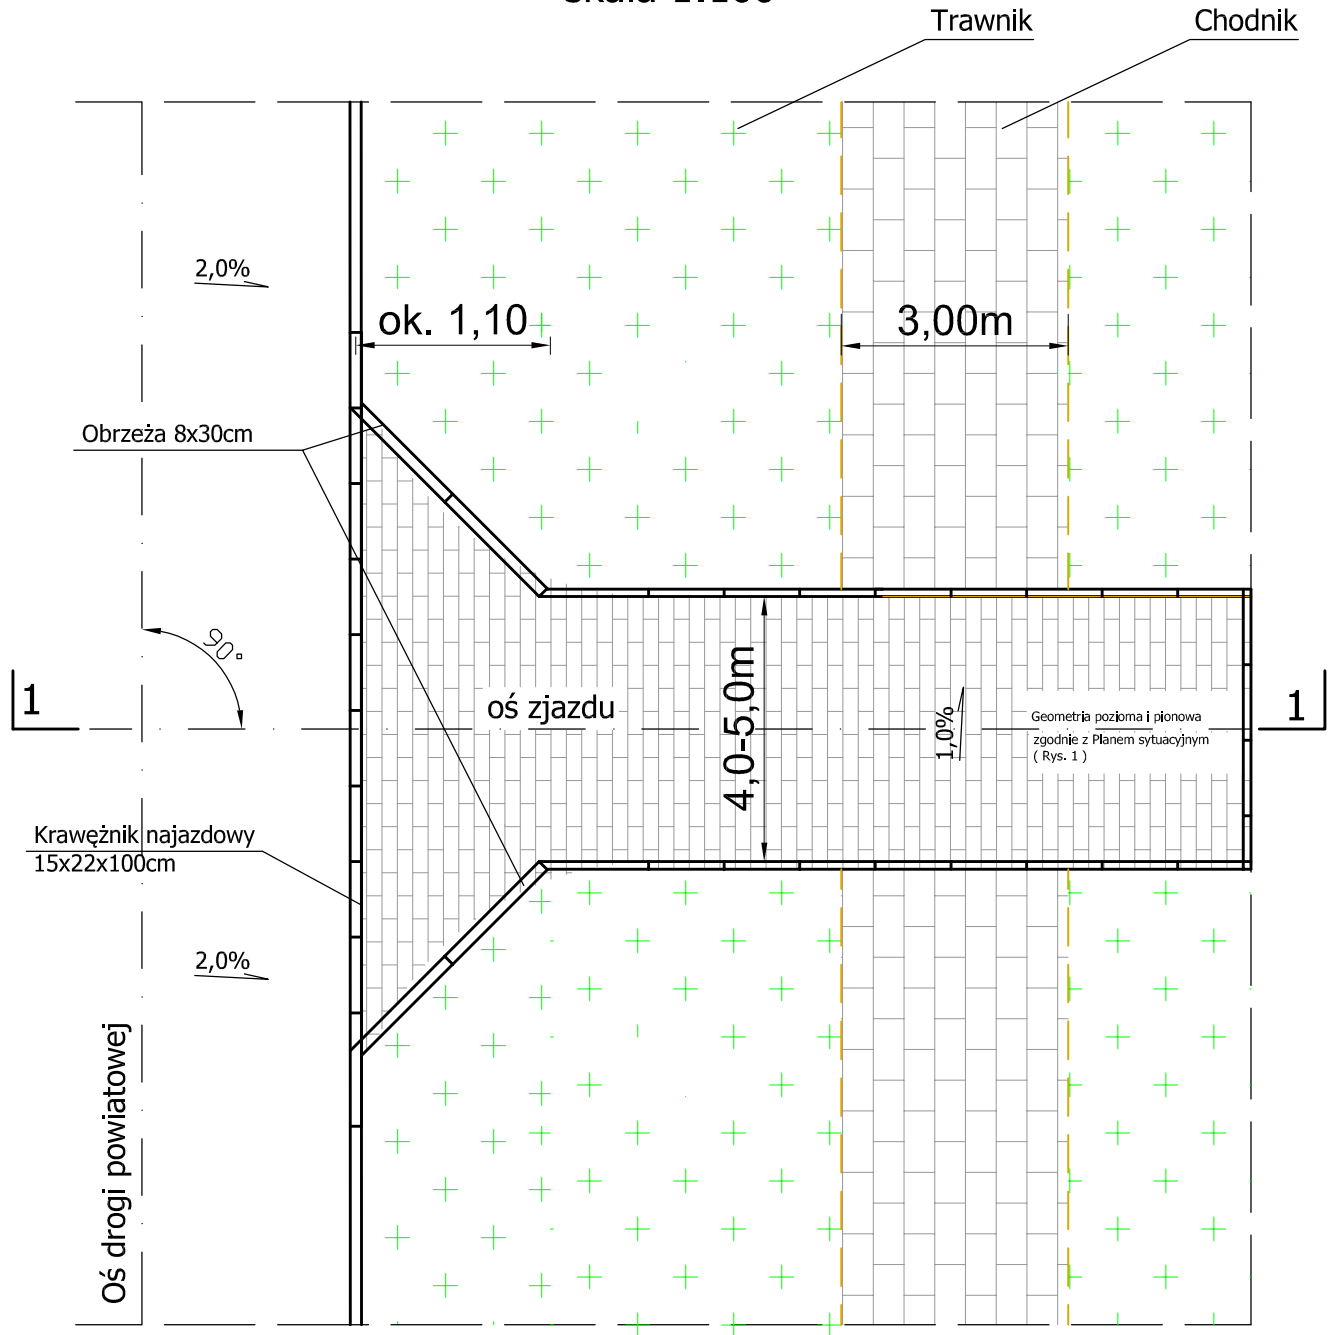 Trawnik
Chodnik
2,0%
ok. 1,10
3,00m
Obrzeża 8x30cm
90°
1
oś zjazdu
4,0-5,0m
1,0%
Geometria pozioma i pionowa
zgodnie z Planem sytuacyjnym
( Rys. 1 )
1
Krawężnik najazdowy
15x22x100cm
2,0%
Oś drogi powiatowej